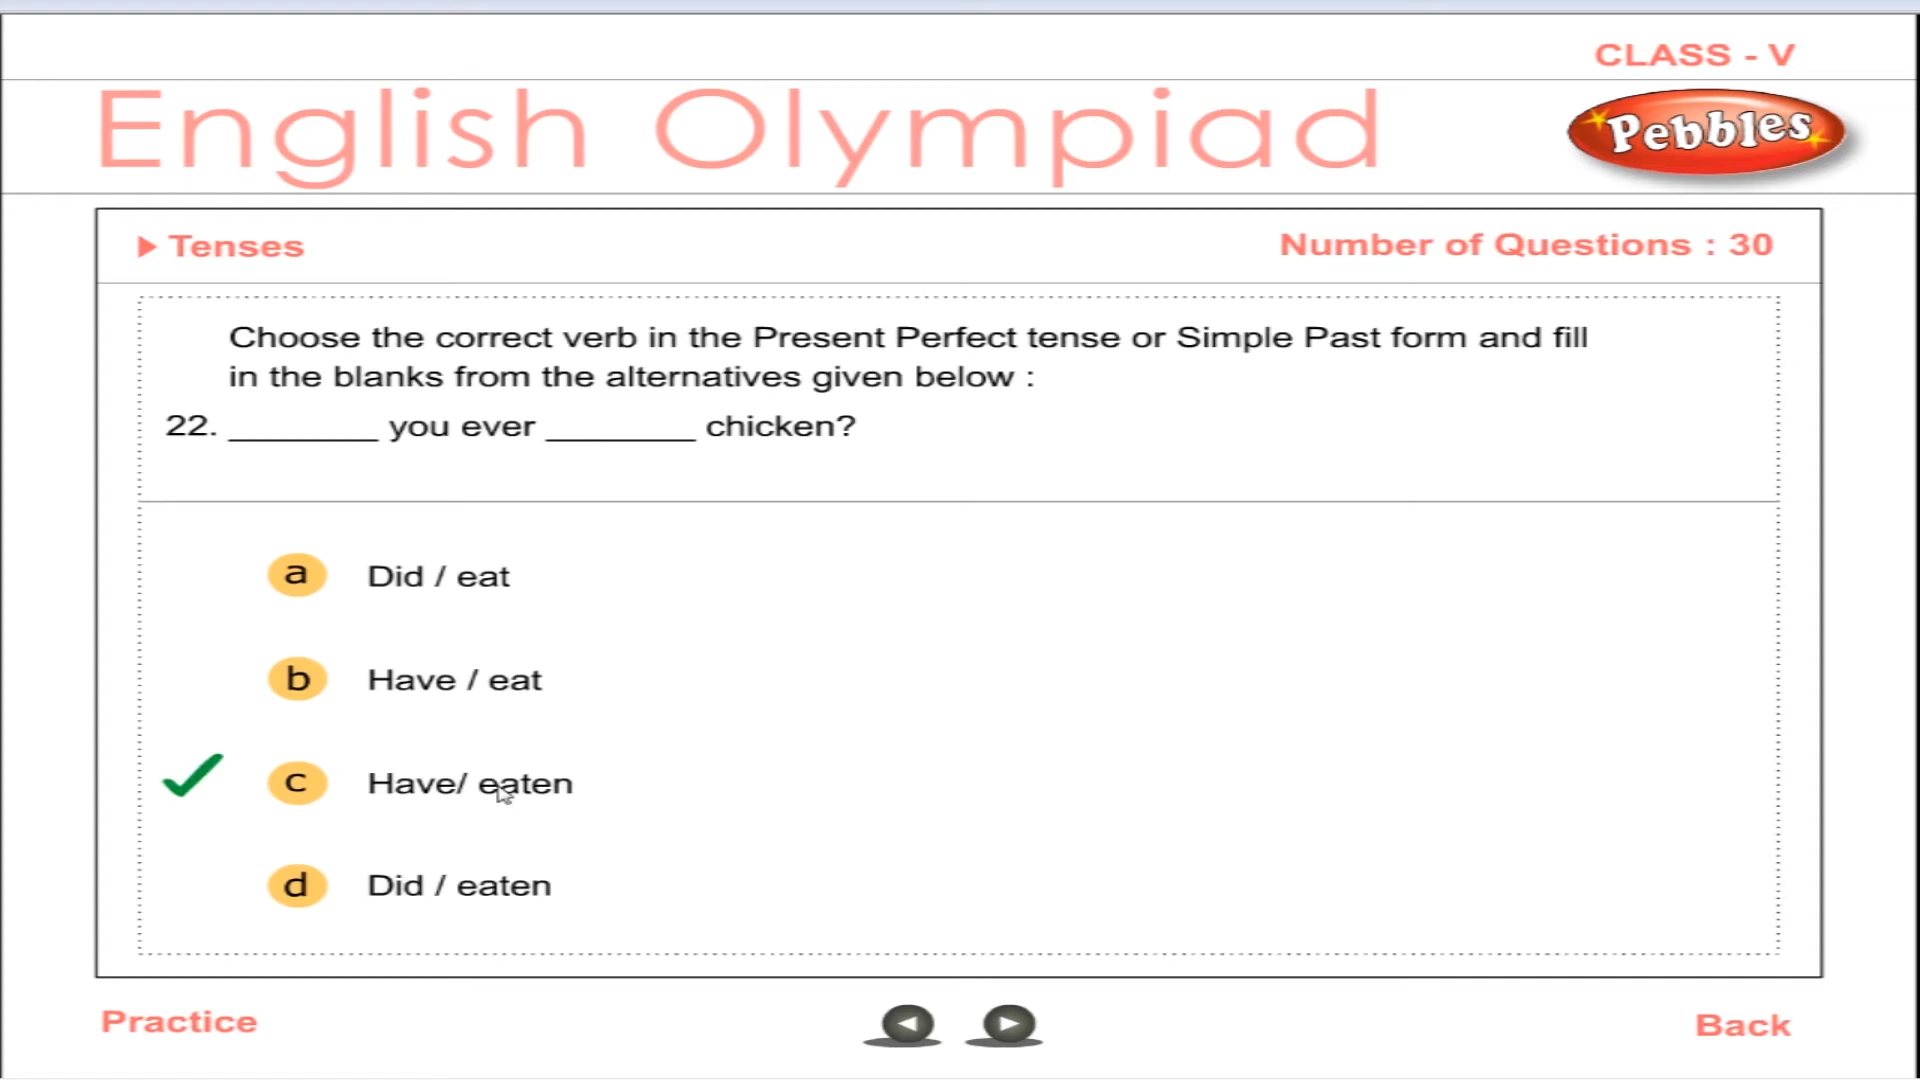 CLASS - V
English Olympiad
Pebbles
Tenses
Number of Questions : 30
Choose the correct verb in the Present Perfect tense or Simple Past form and fill
in the blanks from the alternatives given below :
22. ________ you ever ________ chicken?
a Did / eat
b Have / eat
c Have/ eaten
d Did / eaten
Practice
Back